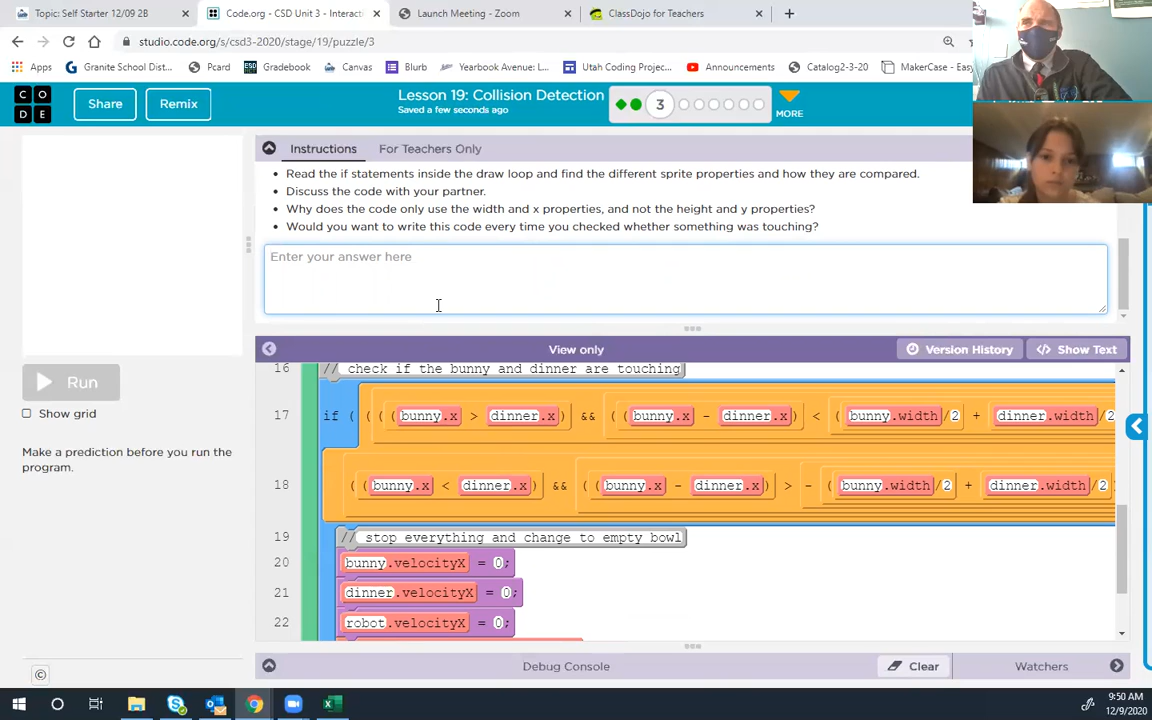 Topic: Self Starter 12/09 2B
Code.org - CSD Unit 3 - Interact
Launch Meeting - Zoom
ClassDojo for Teachers
studio.code.org/s/csd3-2020/stage/19/puzzle/3
Apps
Granite School Dist...
Pcard
Gradebook
Canvas
Blurb
Yearbook Avenue: L...
Utah Coding Projec...
Announcements
Catalog2-3-20
MakerCase - Easy
C O
D E
Share
Remix
Lesson 19: Collision Detection
Saved a few seconds ago
3
MORE
Instructions
For Teachers Only
• Read the if statements inside the draw loop and find the different sprite properties and how they are compared.
• Discuss the code with your partner.
• Why does the code only use the width and x properties, and not the height and y properties?
• Would you want to write this code every time you checked whether something was touching?
Enter your answer here
View only
Version History
Show Text
Run
Show grid
Make a prediction before you run the
program.
16 // check if the bunny and dinner are touching
17 if ( ( ( (bunny.x > dinner.x) && ( (bunny.x - dinner.x) < (bunny.width/2 + dinner.width/2
18 ( (bunny.x < dinner.x) && ( (bunny.x - dinner.x) > - (bunny.width/2 + dinner.width/2
19 // stop everything and change to empty bowl
20 bunny.velocityX = 0;
21 dinner.velocityX = 0;
22 robot.velocityX = 0;
Debug Console
Clear
Watchers
9:50 AM
12/9/2020